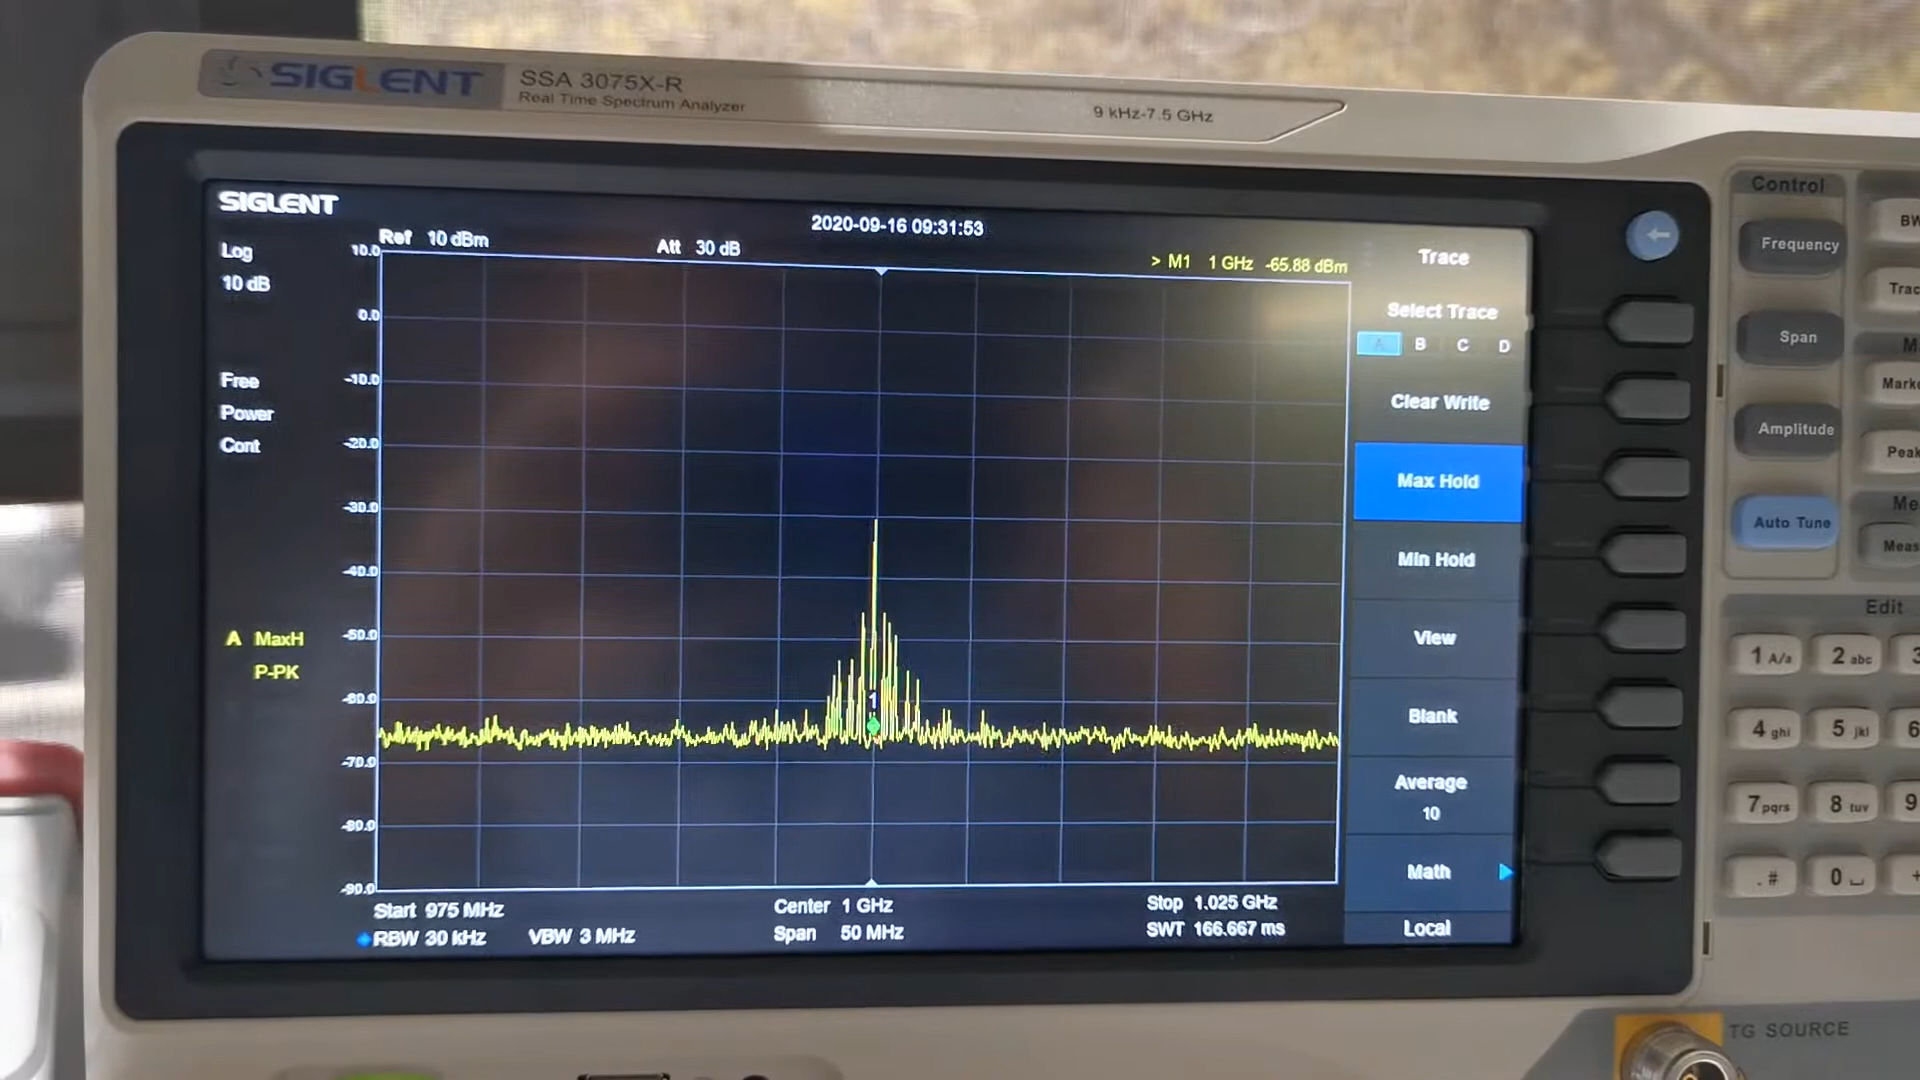 SIGLENT
SSA 3075X-R
Real Time Spectrum Analyzer
9 kHz-7.5 GHz
SIGLENT
2020-09-16 09:31:53
Log
10 dB
Ref 10 dBm
Att 30 dB
> M1 1 GHz -65.88 dBm
10.0
0.0
-10.0
-20.0
-30.0
-40.0
-50.0
-60.0
-70.0
-80.0
-90.0
Free
Power
Cont
A MaxH
P-PK
1
Start 975 MHz
Center 1 GHz
Stop 1.025 GHz
RBW 30 kHz
VBW 3 MHz
Span 50 MHz
SWT 166.667 ms
Trace
Select Trace
A B C D
Clear Write
Max Hold
Min Hold
View
Blank
Average
10
Math
Local
Control
Frequency
BW
Span
Amplitude
Peak
Auto Tune
Edit
1 A/a
2 abc
3
4 ghi
5 jkl
6
7 pqrs
8 tuv
9
. #
0
TG SOURCE